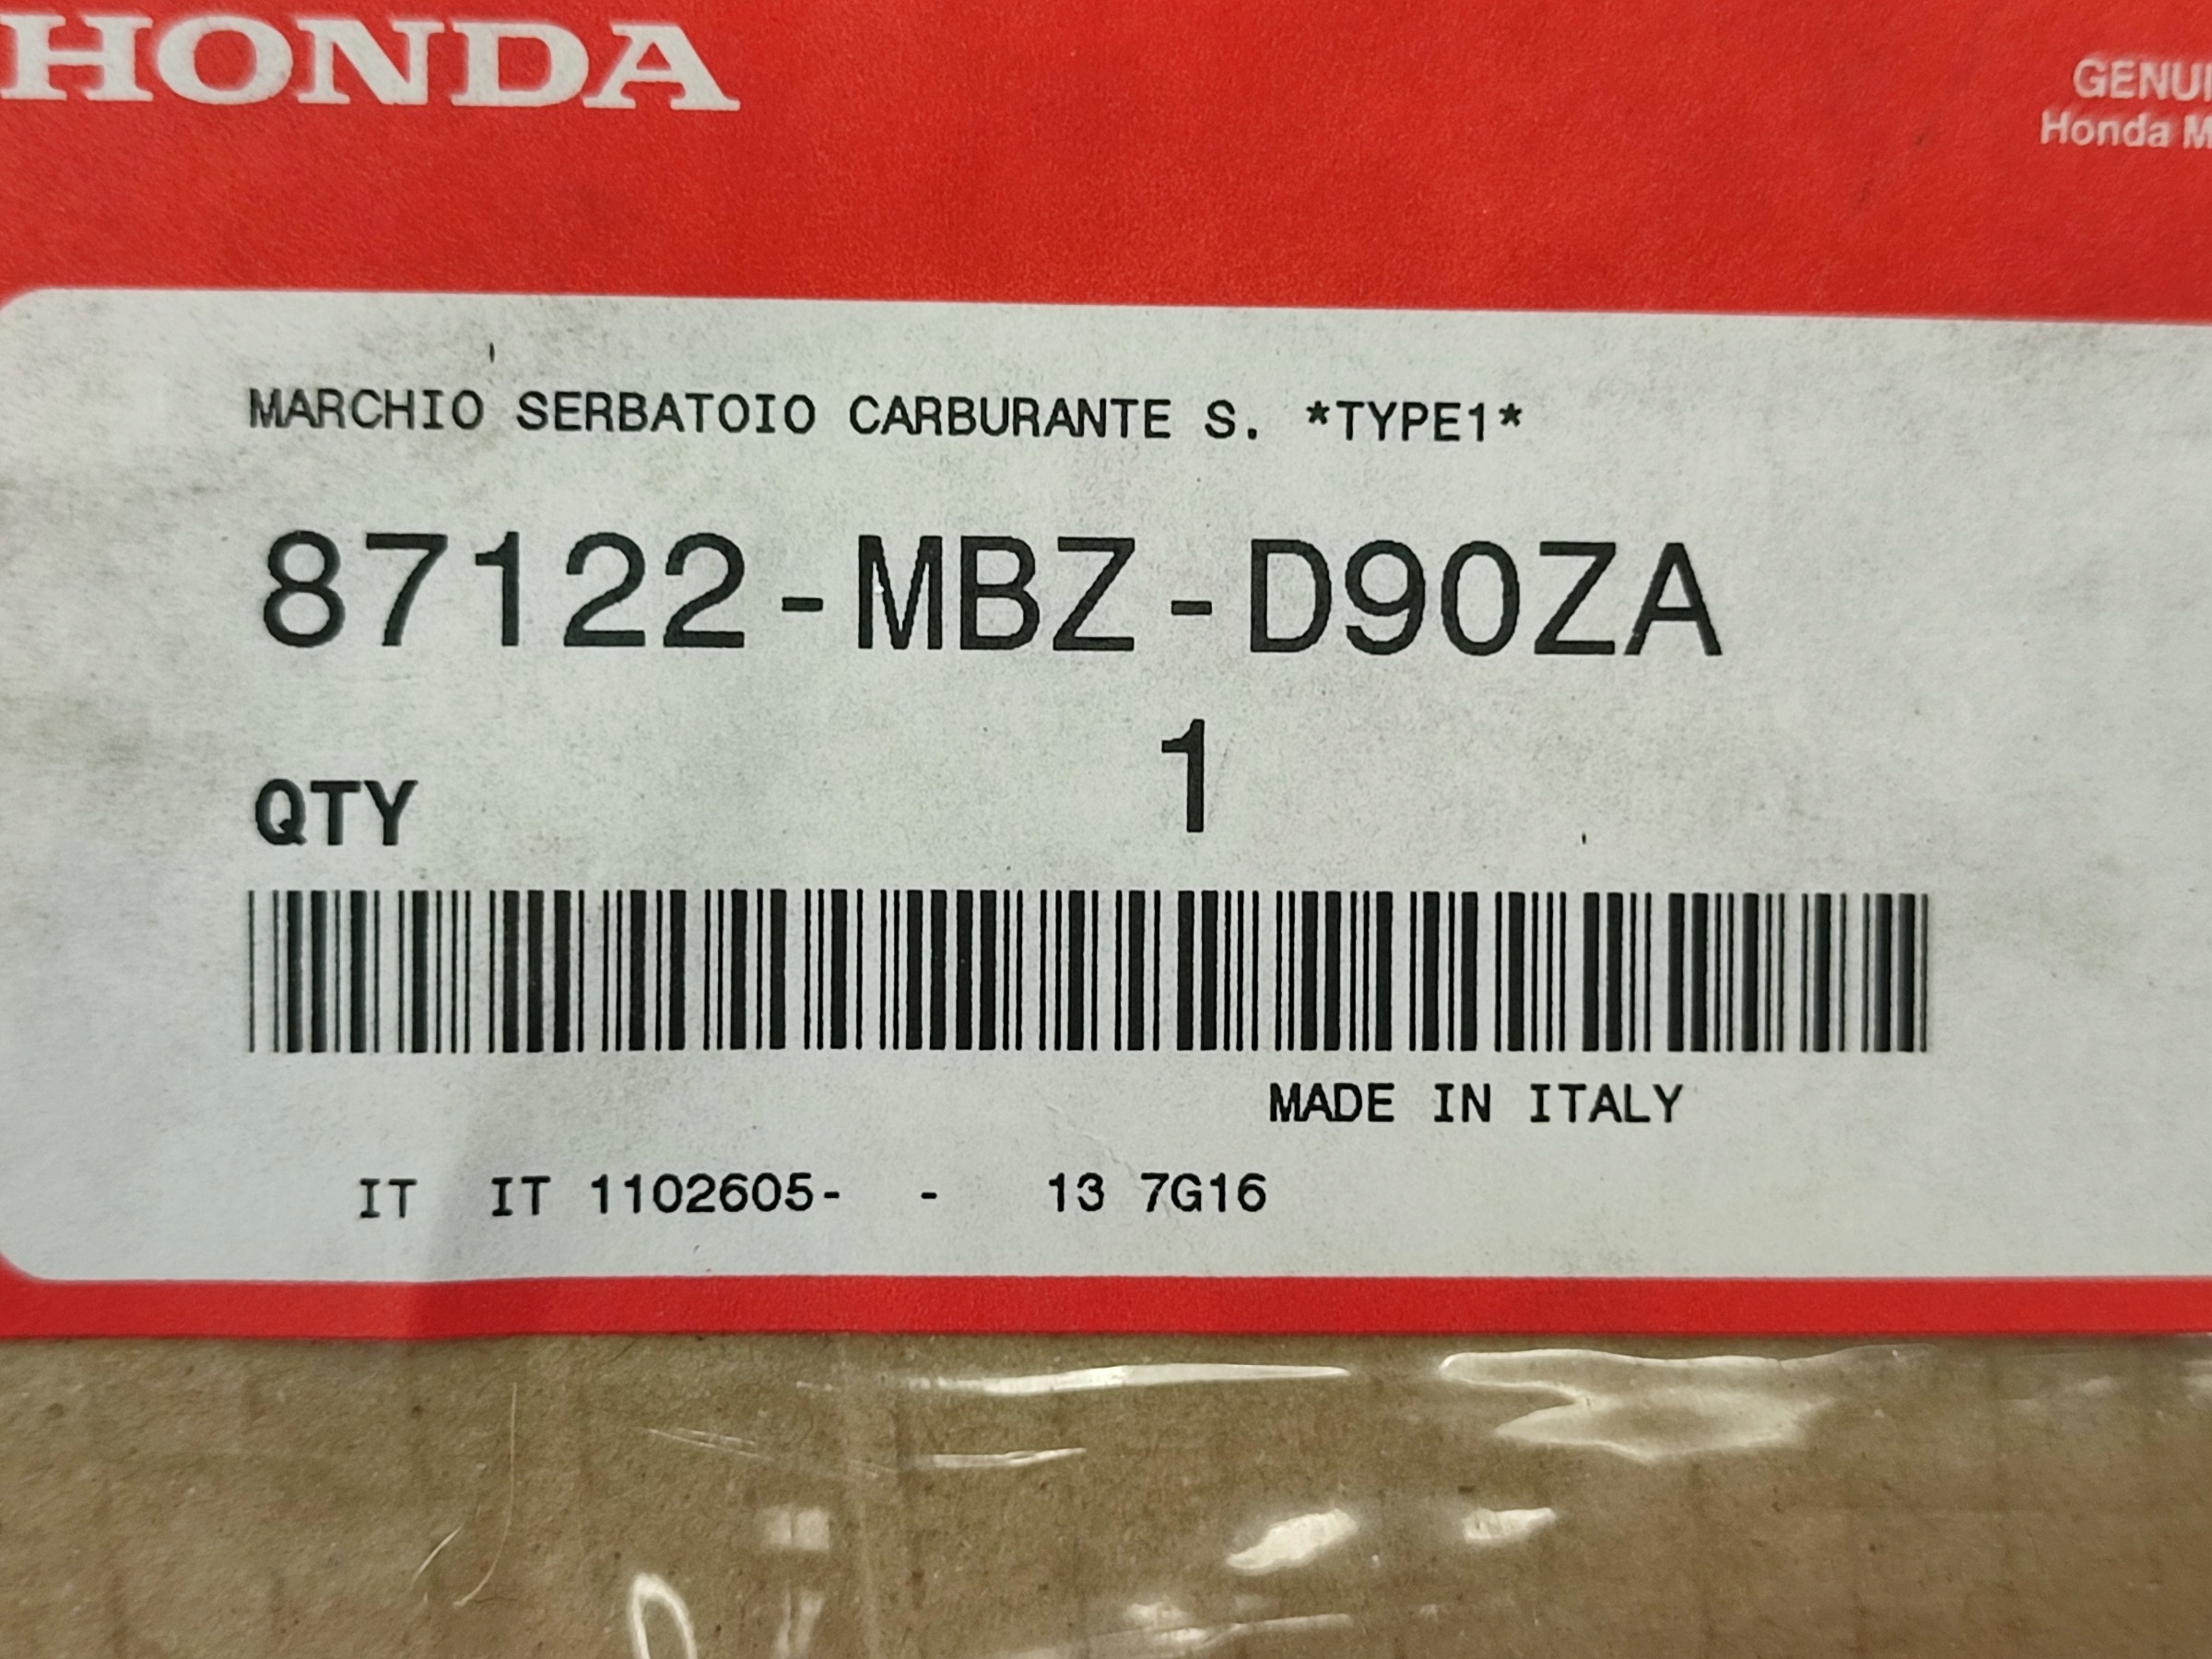 HONDA
GENUI
Honda M
MARCHIO SERBATOIO CARBURANTE S. *TYPE1*
87122-MBZ-D90ZA
QTY 1
MADE IN ITALY
IT IT 1102605- - 13 7G16